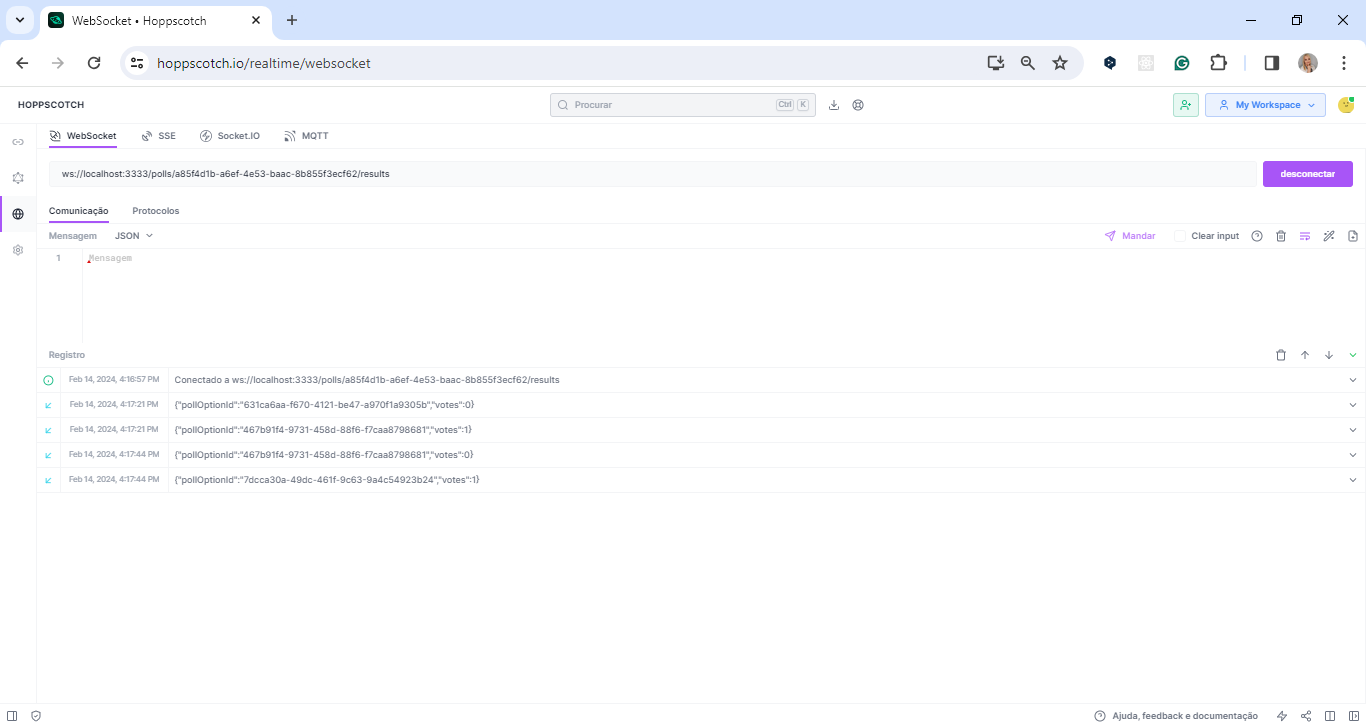 WebSocket • Hoppscotch
hoppscotch.io/realtime/websocket
HOPPSCOTCH
Procurar
Ctrl K
My Workspace
WebSocket SSE Socket.IO MQTT
ws://localhost:3333/polls/a85f4d1b-a6ef-4e53-baac-8b855f3ecf62/results
desconectar
Comunicação Protocolos
Mensagem JSON Mandar Clear input
1 Mensagem
Registro
Feb 14, 2024, 4:16:57 PM Conectado a ws://localhost:3333/polls/a85f4d1b-a6ef-4e53-baac-8b855f3ecf62/results
Feb 14, 2024, 4:17:21 PM {"pollOptionId":"631ca6aa-f670-4121-be47-a970f1a9305b","votes":0}
Feb 14, 2024, 4:17:21 PM {"pollOptionId":"467b91f4-9731-458d-88f6-f7caa8798681","votes":1}
Feb 14, 2024, 4:17:44 PM {"pollOptionId":"467b91f4-9731-458d-88f6-f7caa8798681","votes":0}
Feb 14, 2024, 4:17:44 PM {"pollOptionId":"7dcca30a-49dc-461f-9c63-9a4c54923b24","votes":1}
Ajuda, feedback e documentação